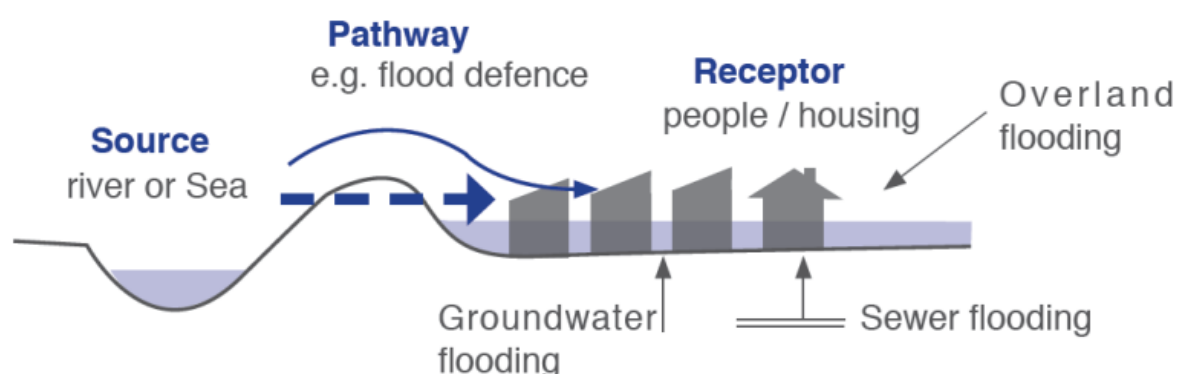 Pathway
e.g. flood defence
Receptor
people / housing
Overland
flooding
Source
river or Sea
Groundwater
flooding
Sewer flooding